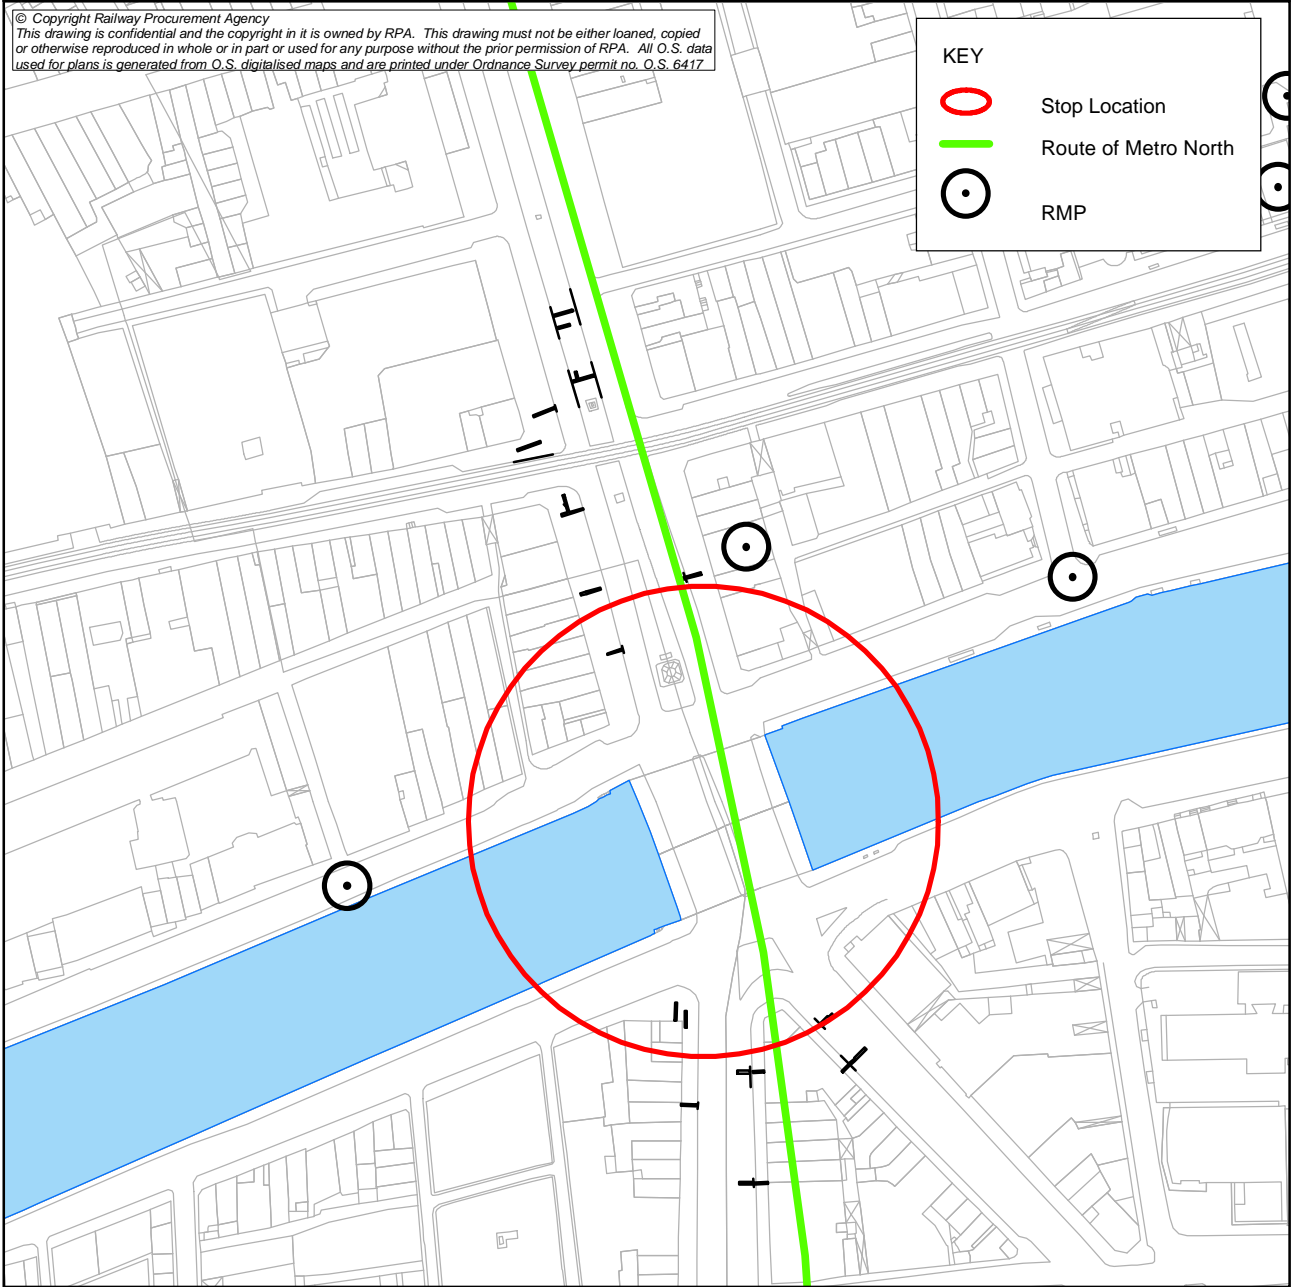 © Copyright Railway Procurement Agency
This drawing is confidential and the copyright in it is owned by RPA. This drawing must not be either loaned, copied
or otherwise reproduced in whole or in part or used for any purpose without the prior permission of RPA. All O.S. data
used for plans is generated from O.S. digitalised maps and are printed under Ordnance Survey permit no. O.S. 6417
KEY
Stop Location
Route of Metro North
RMP